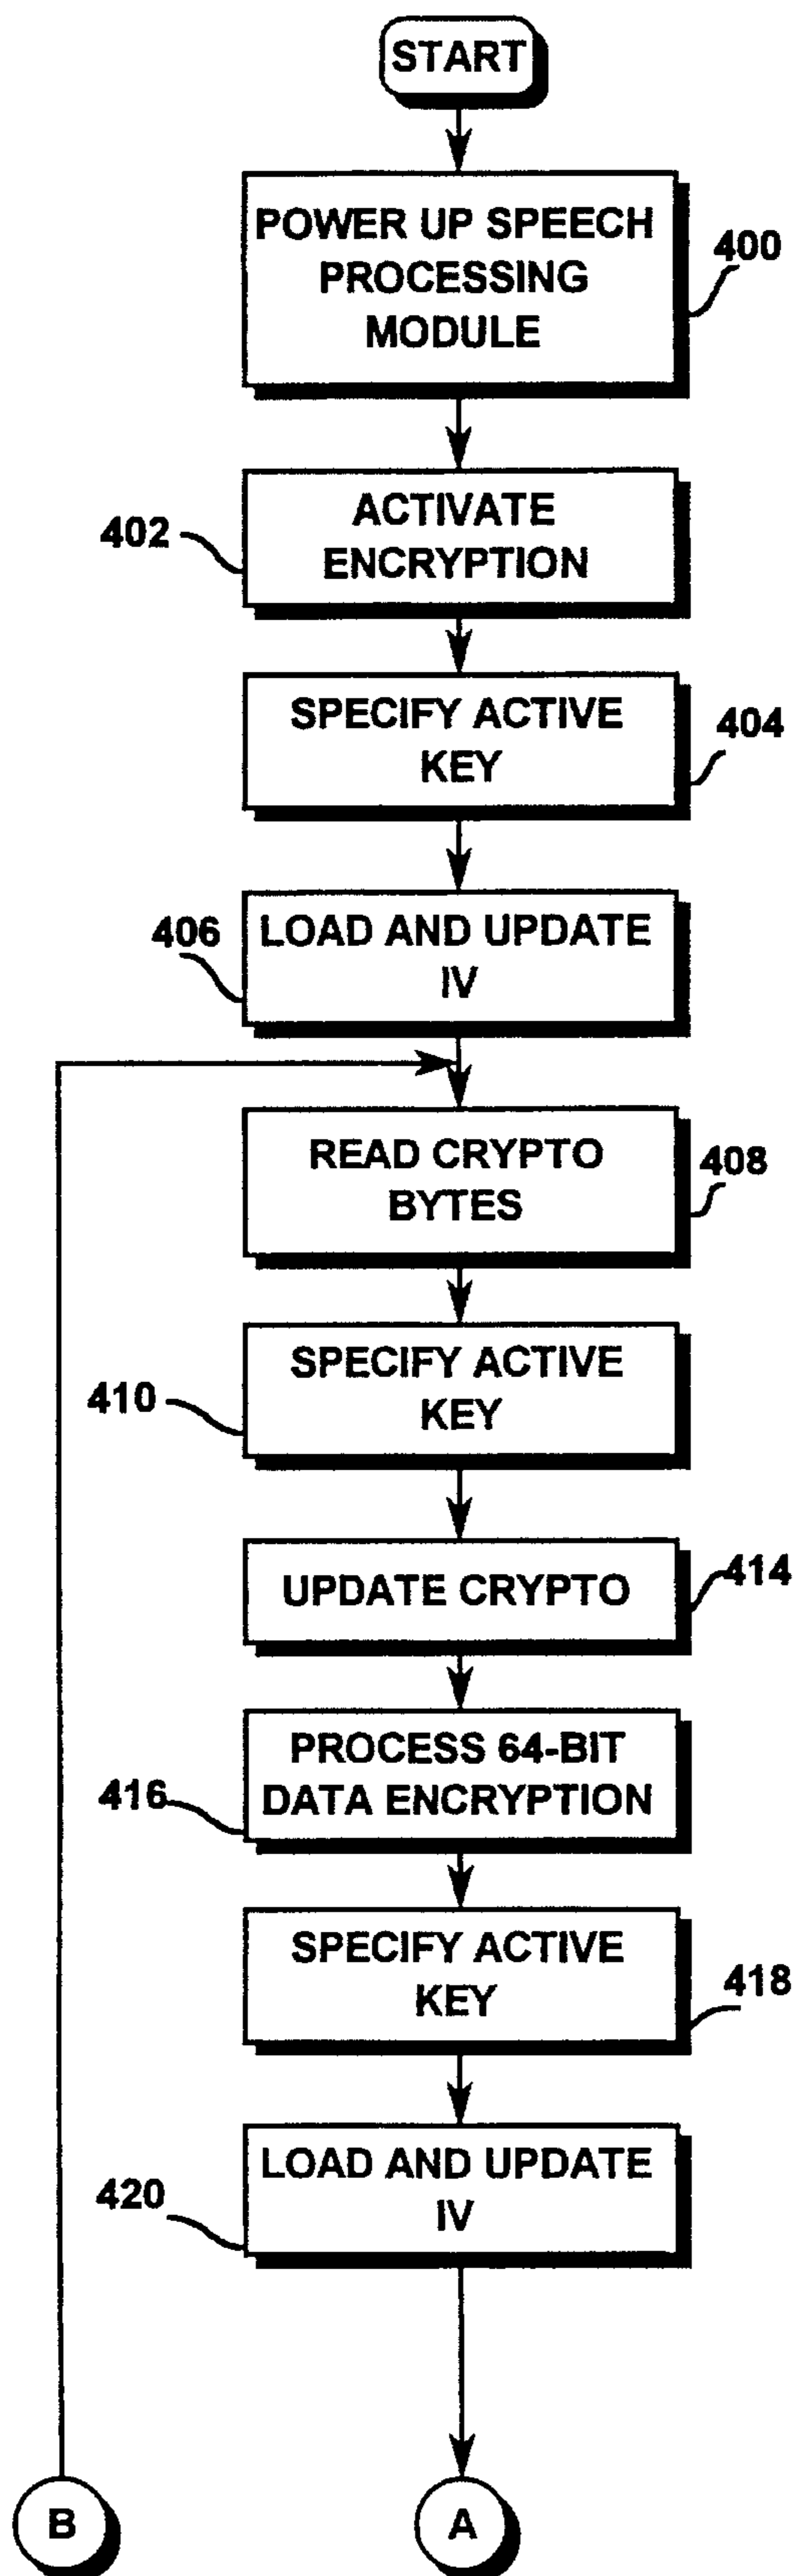 START
POWER UP SPEECH
PROCESSING
MODULE
400
ACTIVATE
ENCRYPTION
402
SPECIFY ACTIVE
KEY
404
LOAD AND UPDATE
IV
406
READ CRYPTO
BYTES
408
SPECIFY ACTIVE
KEY
410
UPDATE CRYPTO
414
PROCESS 64-BIT
DATA ENCRYPTION
416
SPECIFY ACTIVE
KEY
418
LOAD AND UPDATE
IV
420
B
A